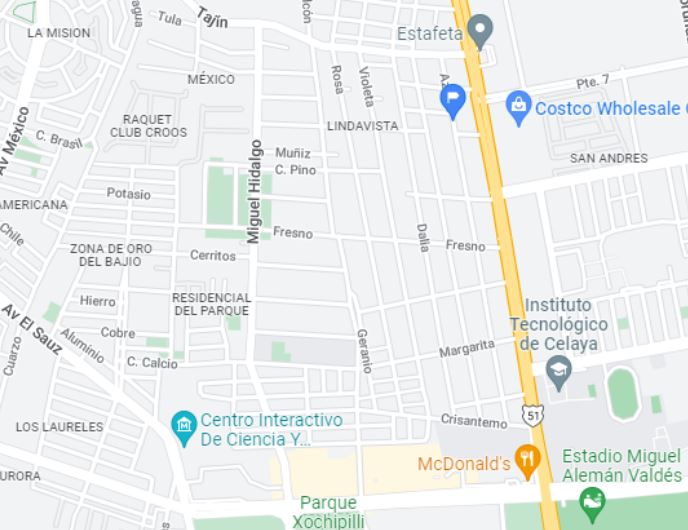 Tajín
Tula
LA MISION
Estafeta
Rosa
Violeta
MÉXICO
Pte. 7
Costco Wholesale
RAQUET
CLUB CROOS
LINDAVISTA
Av México
C. Brasil
Muñiz
C. Pino
SAN ANDRES
Potasio
AMERICANA
Miguel Hidalgo
Chile
Fresno
Dalia
Fresno
ZONA DE ORO
DEL BAJIO
Cerritos
Hierro
RESIDENCIAL
DEL PARQUE
Av El Sauz
Instituto
Tecnológico
de Celaya
Cobre
Aluminio
Cuarzo
Geranio
Margarita
C. Calcio
51
Crisantemo
Centro Interactivo
De Ciencia Y...
LOS LAURELES
McDonald's
Estadio Miguel
Alemán Valdés
AURORA
Parque
Xochipilli